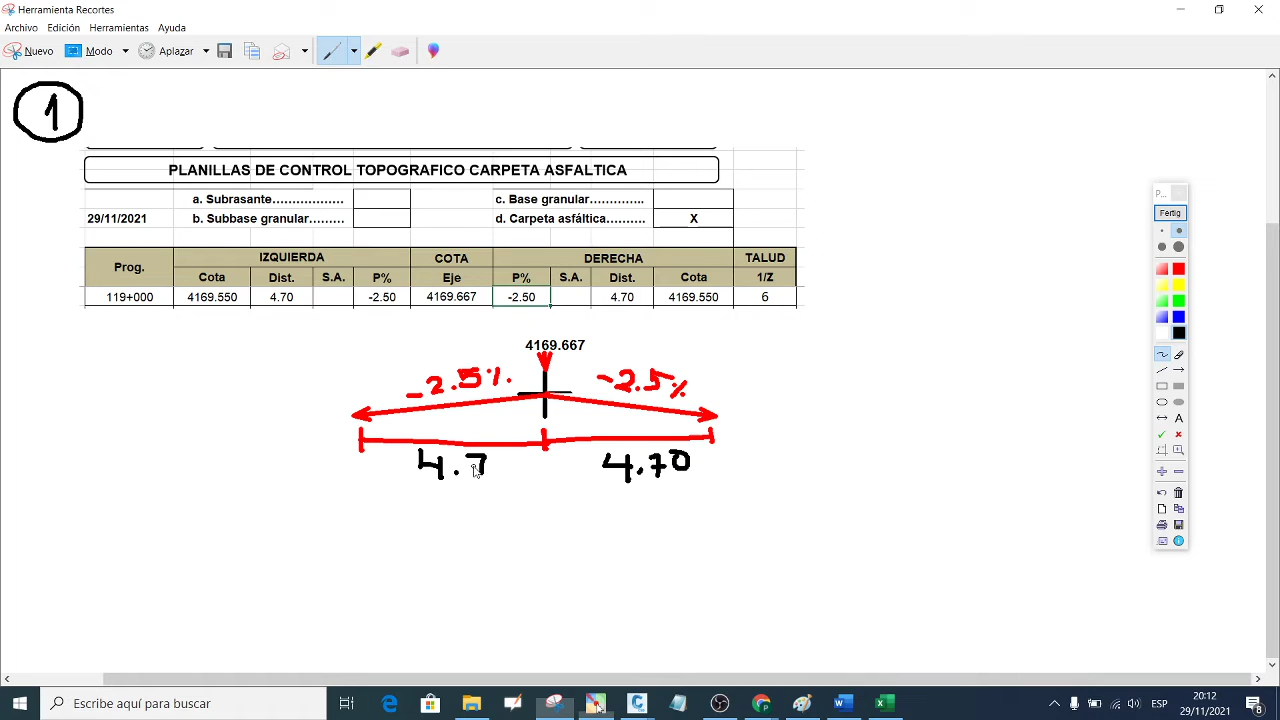 Herramienta Recortes
Archivo Edición Herramientas Ayuda
Nuevo Modo Aplazar
1
PLANILLAS DE CONTROL TOPOGRAFICO CARPETA ASFALTICA
a. Subrasante.................. c. Base granular.............
29/11/2021 b. Subbase granular......... d. Carpeta asfáltica.......... X
Prog. IZQUIERDA COTA DERECHA TALUD
Cota Dist. S.A. P% Eje P% S.A. Dist. Cota 1/Z
119+000 4169.550 4.70 -2.50 4169.667 -2.50 4.70 4169.550 6
4169.667
-2.5% -2.5%
4.7 4.70
P...
Fertig
A
Escribe aquí para buscar
ESP
20:12
29/11/2021